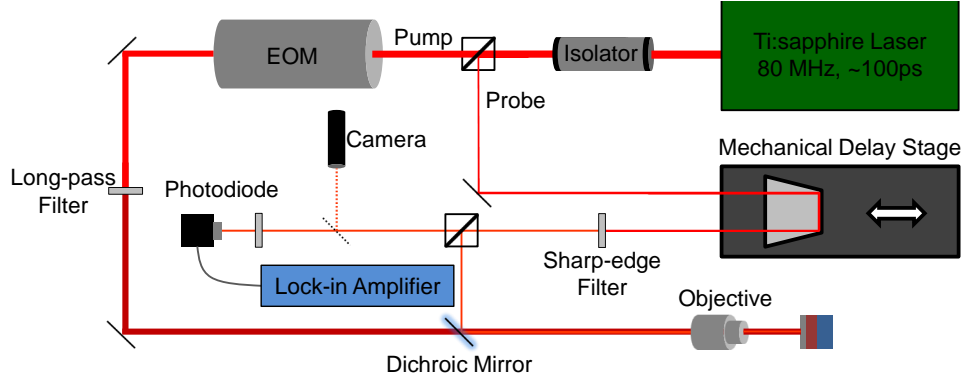 EOM
Pump
Isolator
Ti:sapphire Laser
80 MHz, ~100ps
Probe
Camera
Mechanical Delay Stage
Long-pass
Filter
Photodiode
Sharp-edge
Filter
Lock-in Amplifier
Objective
Dichroic Mirror